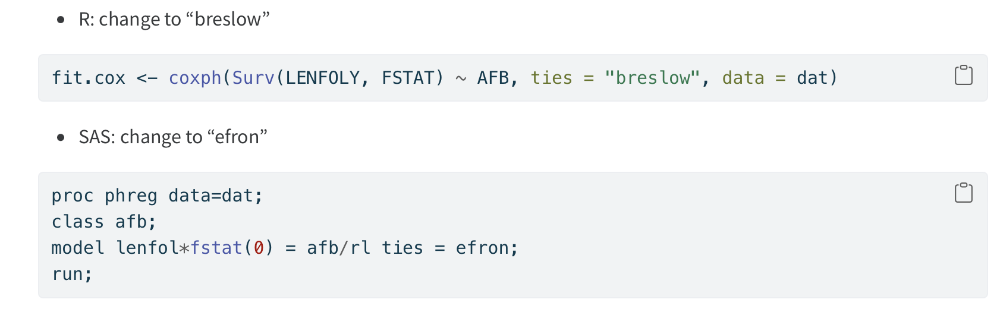 • R: change to “breslow”
fit.cox <- coxph(Surv(LENFOLY, FSTAT) ~ AFB, ties = "breslow", data = dat)
• SAS: change to “efron”
proc phreg data=dat;
class afb;
model lenfol*fstat(0) = afb/rl ties = efron;
run;